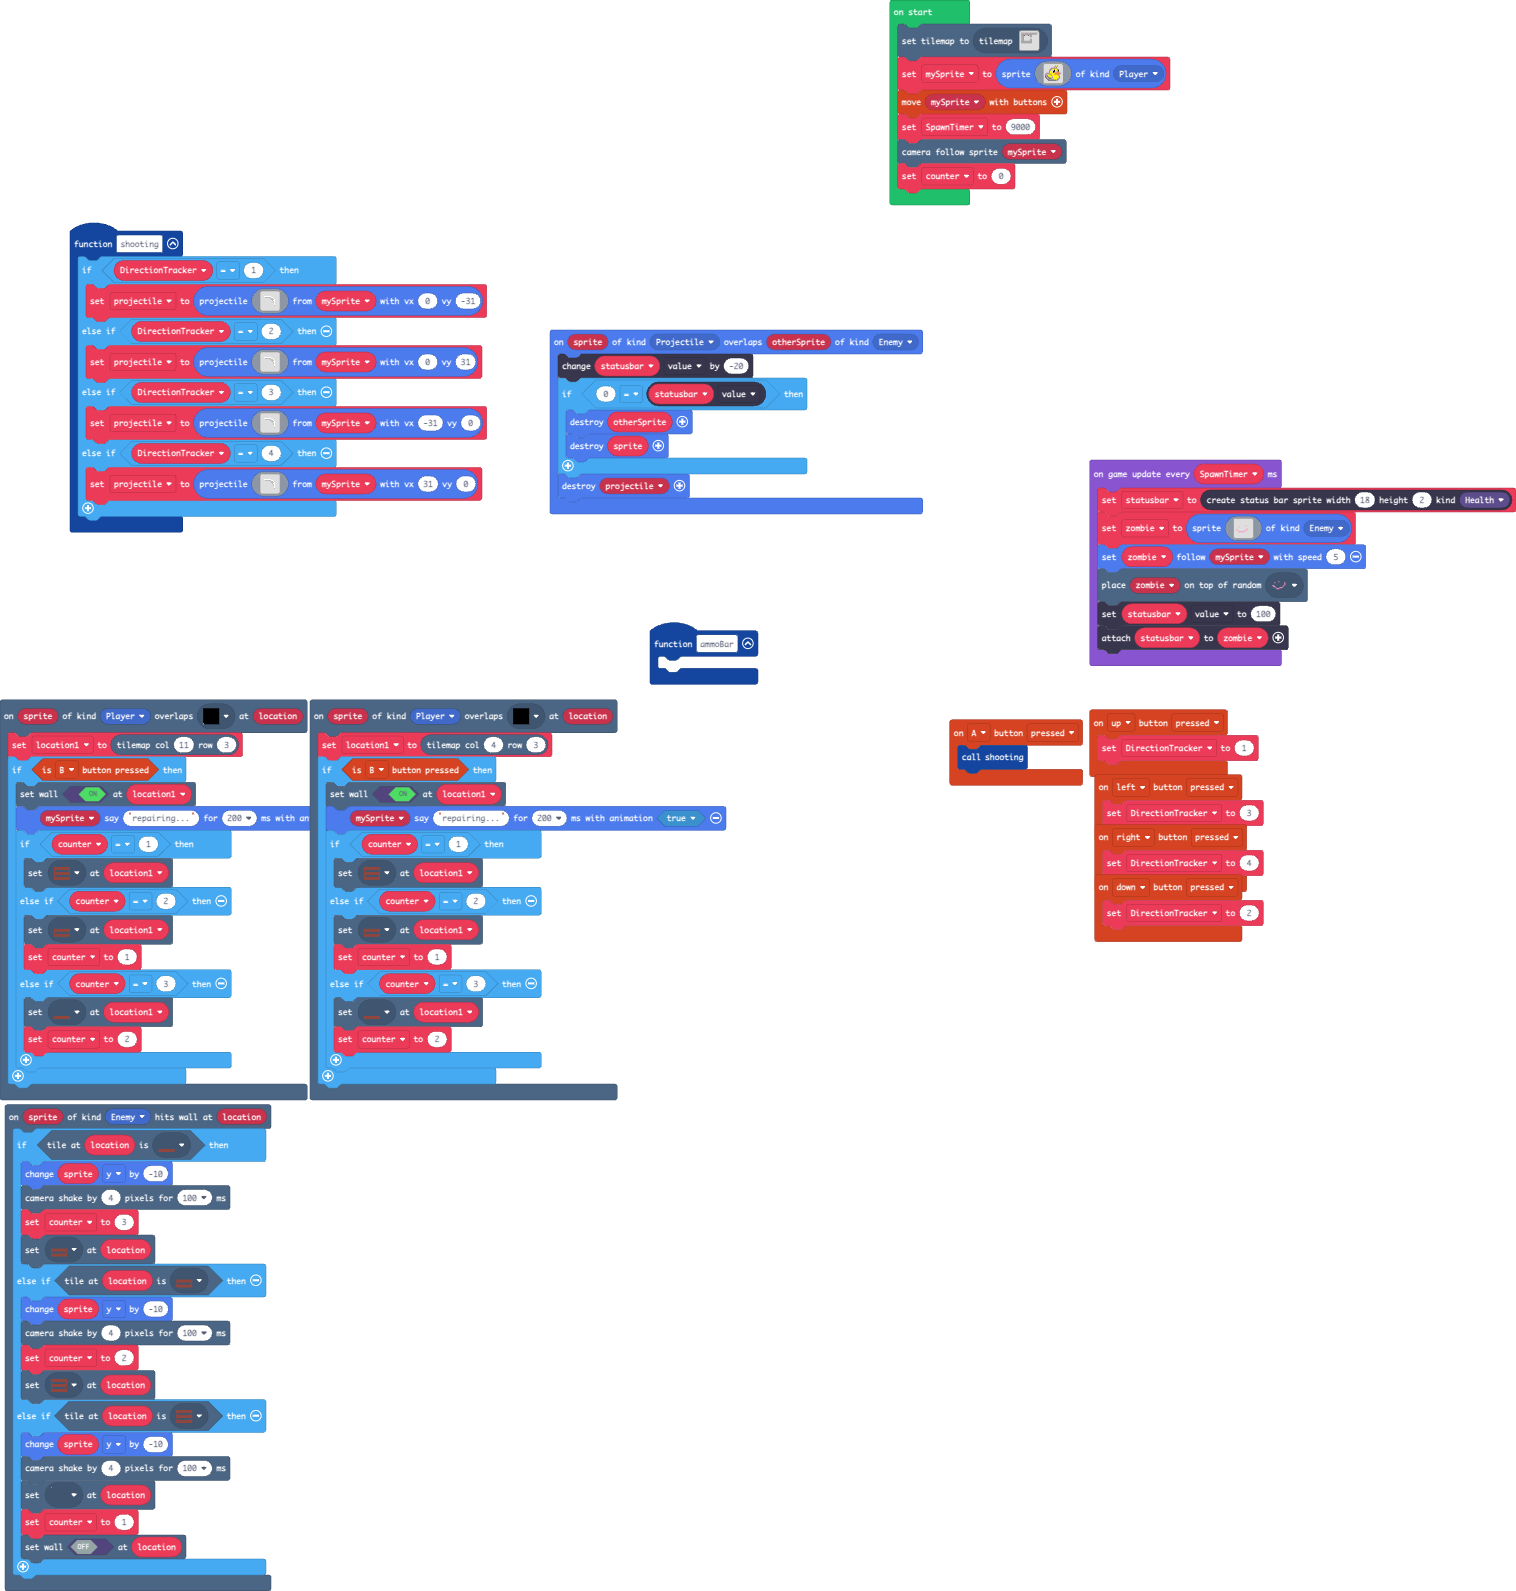 on start
set tilemap to tilemap
set mySprite to sprite of kind Player
move mySprite with buttons
set SpawnTimer to 9000
camera follow sprite mySprite
set counter to 0
function shooting
if DirectionTracker = 1 then
set projectile to projectile from mySprite with vx 0 vy -31
else if DirectionTracker = 2 then
set projectile to projectile from mySprite with vx 0 vy 31
else if DirectionTracker = 3 then
set projectile to projectile from mySprite with vx -31 vy 0
else if DirectionTracker = 4 then
set projectile to projectile from mySprite with vx 31 vy 0
on sprite of kind Projectile overlaps otherSprite of kind Enemy
change statusbar value by -20
if 0 = statusbar value then
destroy otherSprite
destroy sprite
destroy projectile
on game update every SpawnTimer ms
set statusbar to create status bar sprite width 18 height 2 kind Health
set zombie to sprite of kind Enemy
set zombie follow mySprite with speed 5
place zombie on top of random
set statusbar value to 100
attach statusbar to zombie
function ammoBar
on sprite of kind Player overlaps at location
set location1 to tilemap col 11 row 3
if is B button pressed then
set wall ON at location1
mySprite say "repairing..." for 200 ms with an
if counter = 1 then
set at location1
else if counter = 2 then
set at location1
set counter to 1
else if counter = 3 then
set at location1
set counter to 2
on sprite of kind Player overlaps at location
set location1 to tilemap col 4 row 3
if is B button pressed then
set wall ON at location1
mySprite say "repairing..." for 200 ms with animation true
if counter = 1 then
set at location1
else if counter = 2 then
set at location1
set counter to 1
else if counter = 3 then
set at location1
set counter to 2
on A button pressed
call shooting
on up button pressed
set DirectionTracker to 1
on left button pressed
set DirectionTracker to 3
on right button pressed
set DirectionTracker to 4
on down button pressed
set DirectionTracker to 2
on sprite of kind Enemy hits wall at location
if tile at location is then
change sprite y by -10
camera shake by 4 pixels for 100 ms
set counter to 3
set at location
else if tile at location is then
change sprite y by -10
camera shake by 4 pixels for 100 ms
set counter to 2
set at location
else if tile at location is then
change sprite y by -10
camera shake by 4 pixels for 100 ms
set at location
set counter to 1
set wall OFF at location